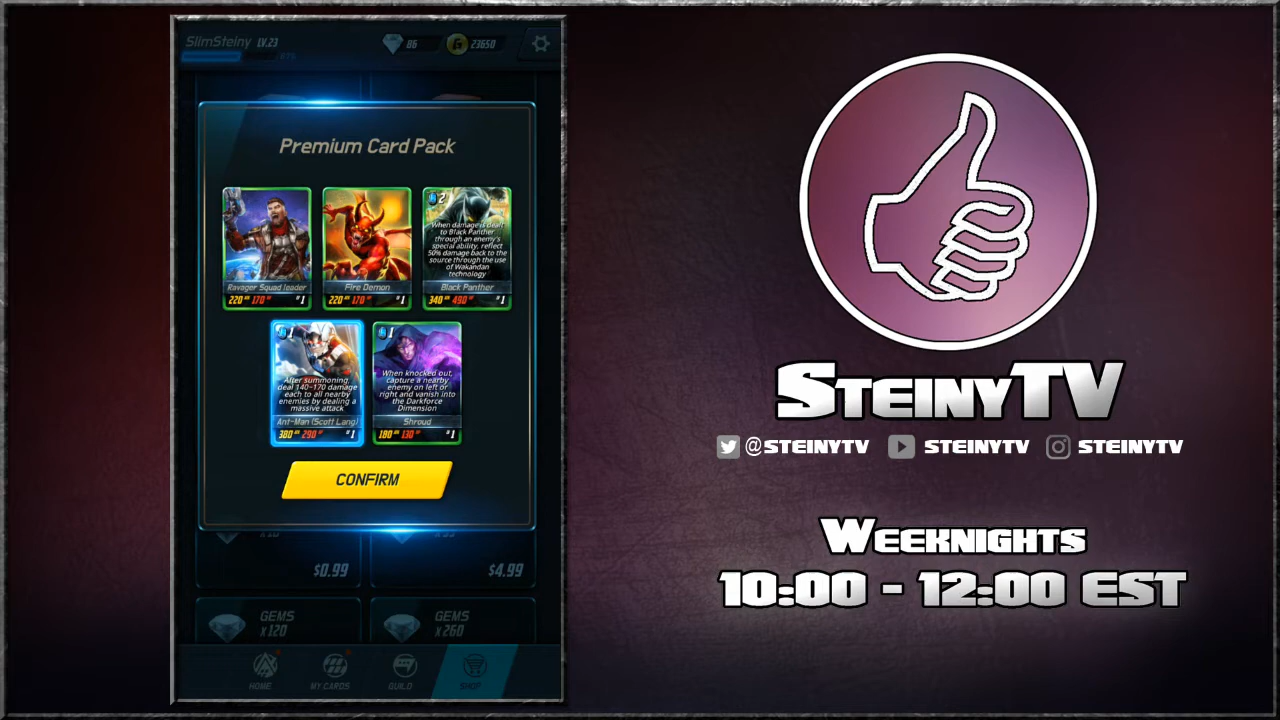 SlimSteiny LV.23
86
23650
Premium Card Pack
Ravager Squad leader
220 170 1
Fire Demon
220 170 1
2
When damage is dealt
to Black Panther
through an enemy's
special ability, reflect
50% damage back to the
source through the use
of Wakandan
technology
Black Panther
340 490 1
1
After summoning,
deal 140~170 damage
each to all nearby
enemies by dealing a
massive attack
Ant-Man (Scott Lang)
380 290 1
1
When knocked out,
capture a nearby
enemy on left or
right and vanish into
the Darkforce
Dimension
Shroud
180 130 1
CONFIRM
$0.99
$4.99
GEMS
x120
GEMS
x260
HOME
MY CARDS
GUILD
SHOP
SteinyTV
@STEINYTV STEINYTV STEINYTV
Weeknights
10:00 - 12:00 EST